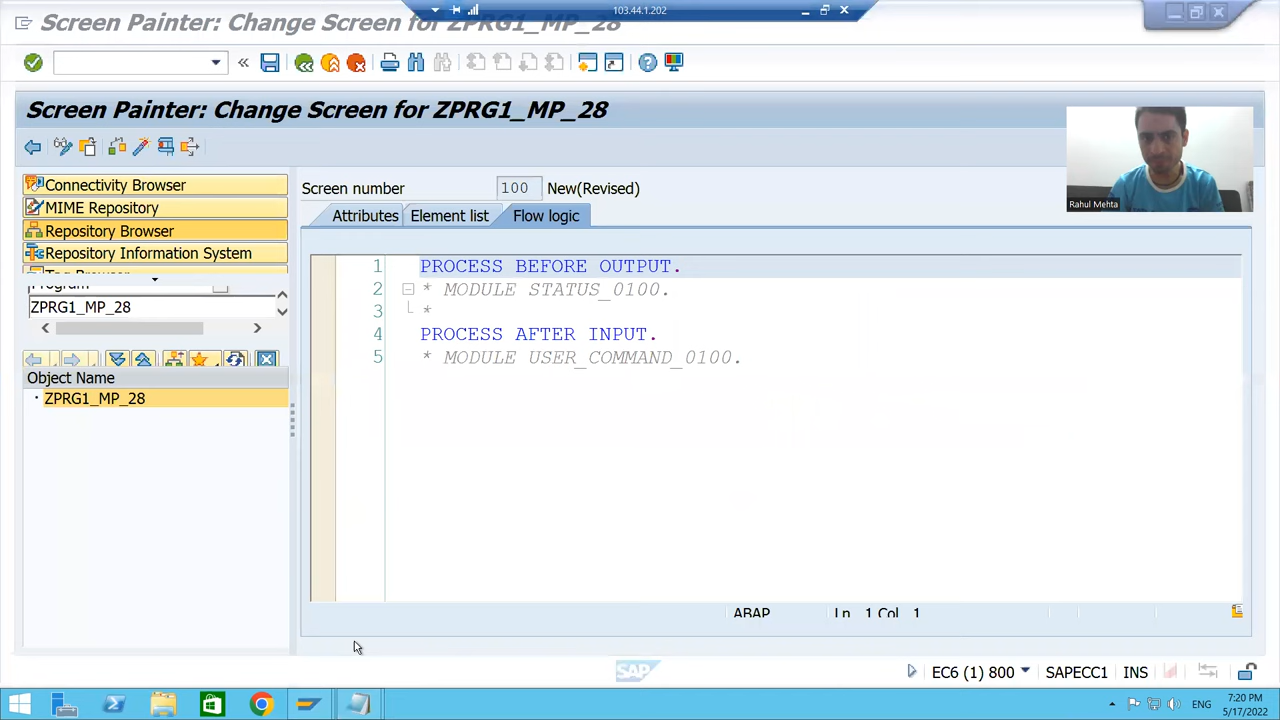 103.44.1.202
Screen Painter: Change Screen for ZPRG1_MP_28
Screen Painter: Change Screen for ZPRG1_MP_28
Rahul Mehta
Connectivity Browser
MIME Repository
Repository Browser
Repository Information System
ZPRG1_MP_28
Object Name
ZPRG1_MP_28
Screen number 100 New(Revised)
Attributes Element list Flow logic
1 PROCESS BEFORE OUTPUT.
2 * MODULE STATUS_0100.
3 *
4 PROCESS AFTER INPUT.
5 * MODULE USER_COMMAND_0100.
ABAP Ln 1 Col 1
SAP EC6 (1) 800 SAPECC1 INS
ENG 7:20 PM
5/17/2022